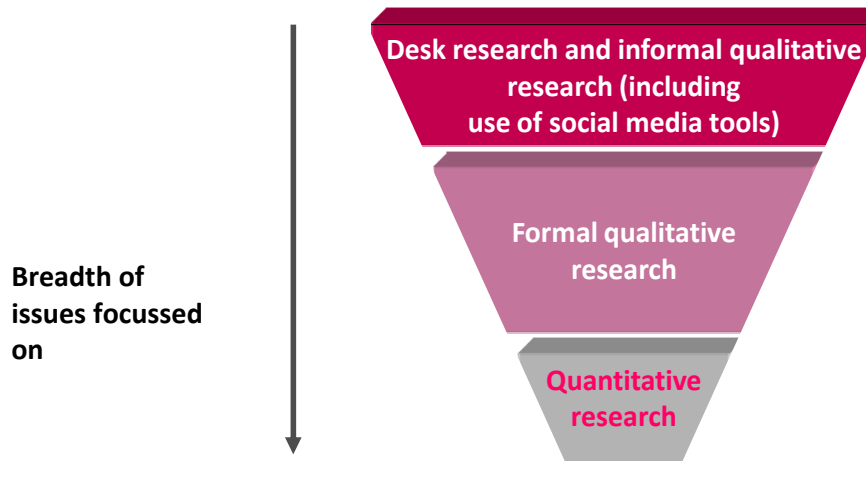 Desk research and informal qualitative
research (including
use of social media tools)
Formal qualitative
research
Breadth of
issues focussed
on
Quantitative
research